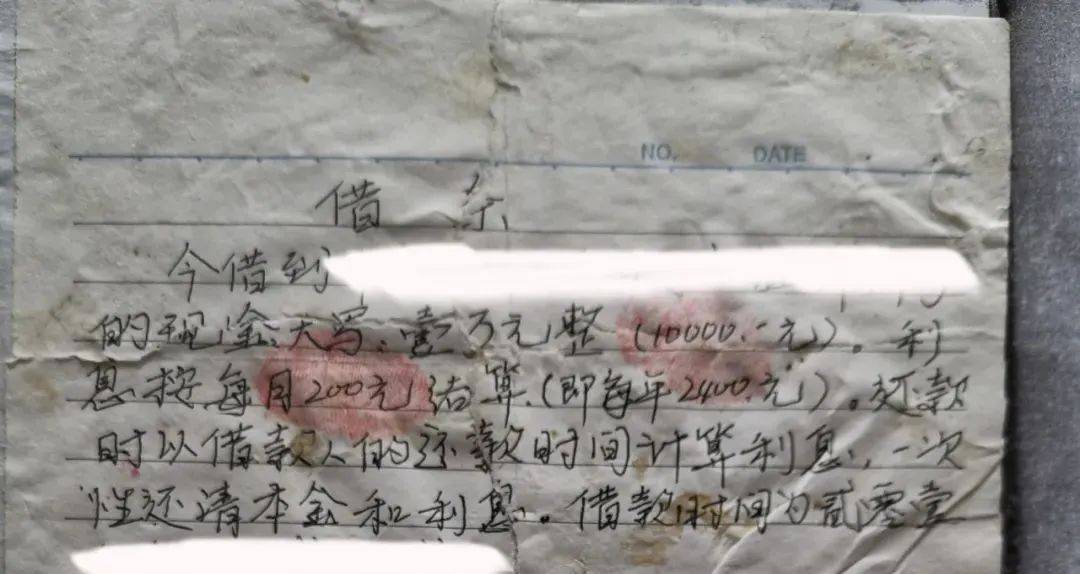 NO. DATE
借条
今借到
的现金大写:壹万元整(10000.-元)。利
息按每月200元结算(即每年2400.元)。还款
时以借款人的还款时间计算利息,一次
性还清本金和利息。借款时间为贰零壹